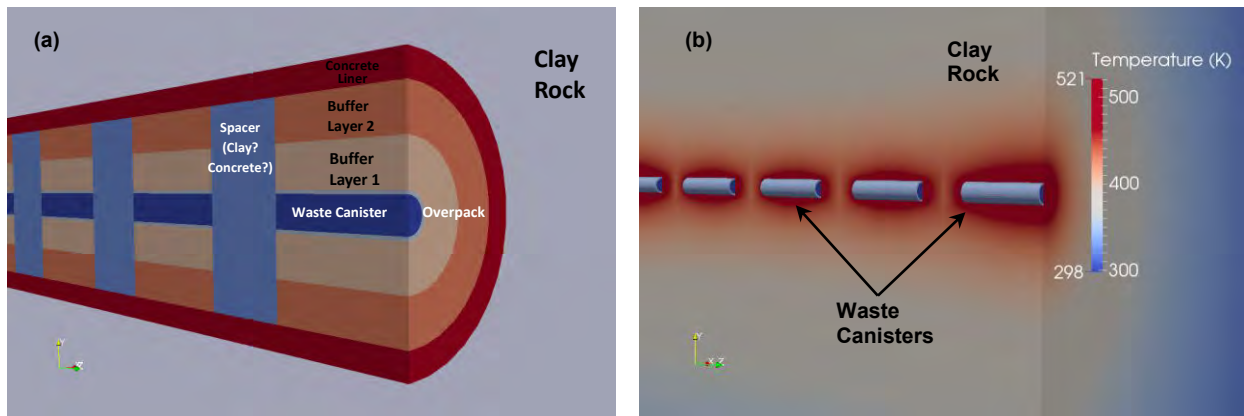 (a)
Clay
Rock
Concrete
Liner
Buffer
Layer 2
Spacer
(Clay?
Concrete?)
Buffer
Layer 1
Waste Canister
Overpack
Y
(b)
Clay
Rock
Temperature (K)
521
500
400
298
300
Waste
Canisters
Y
X
Z